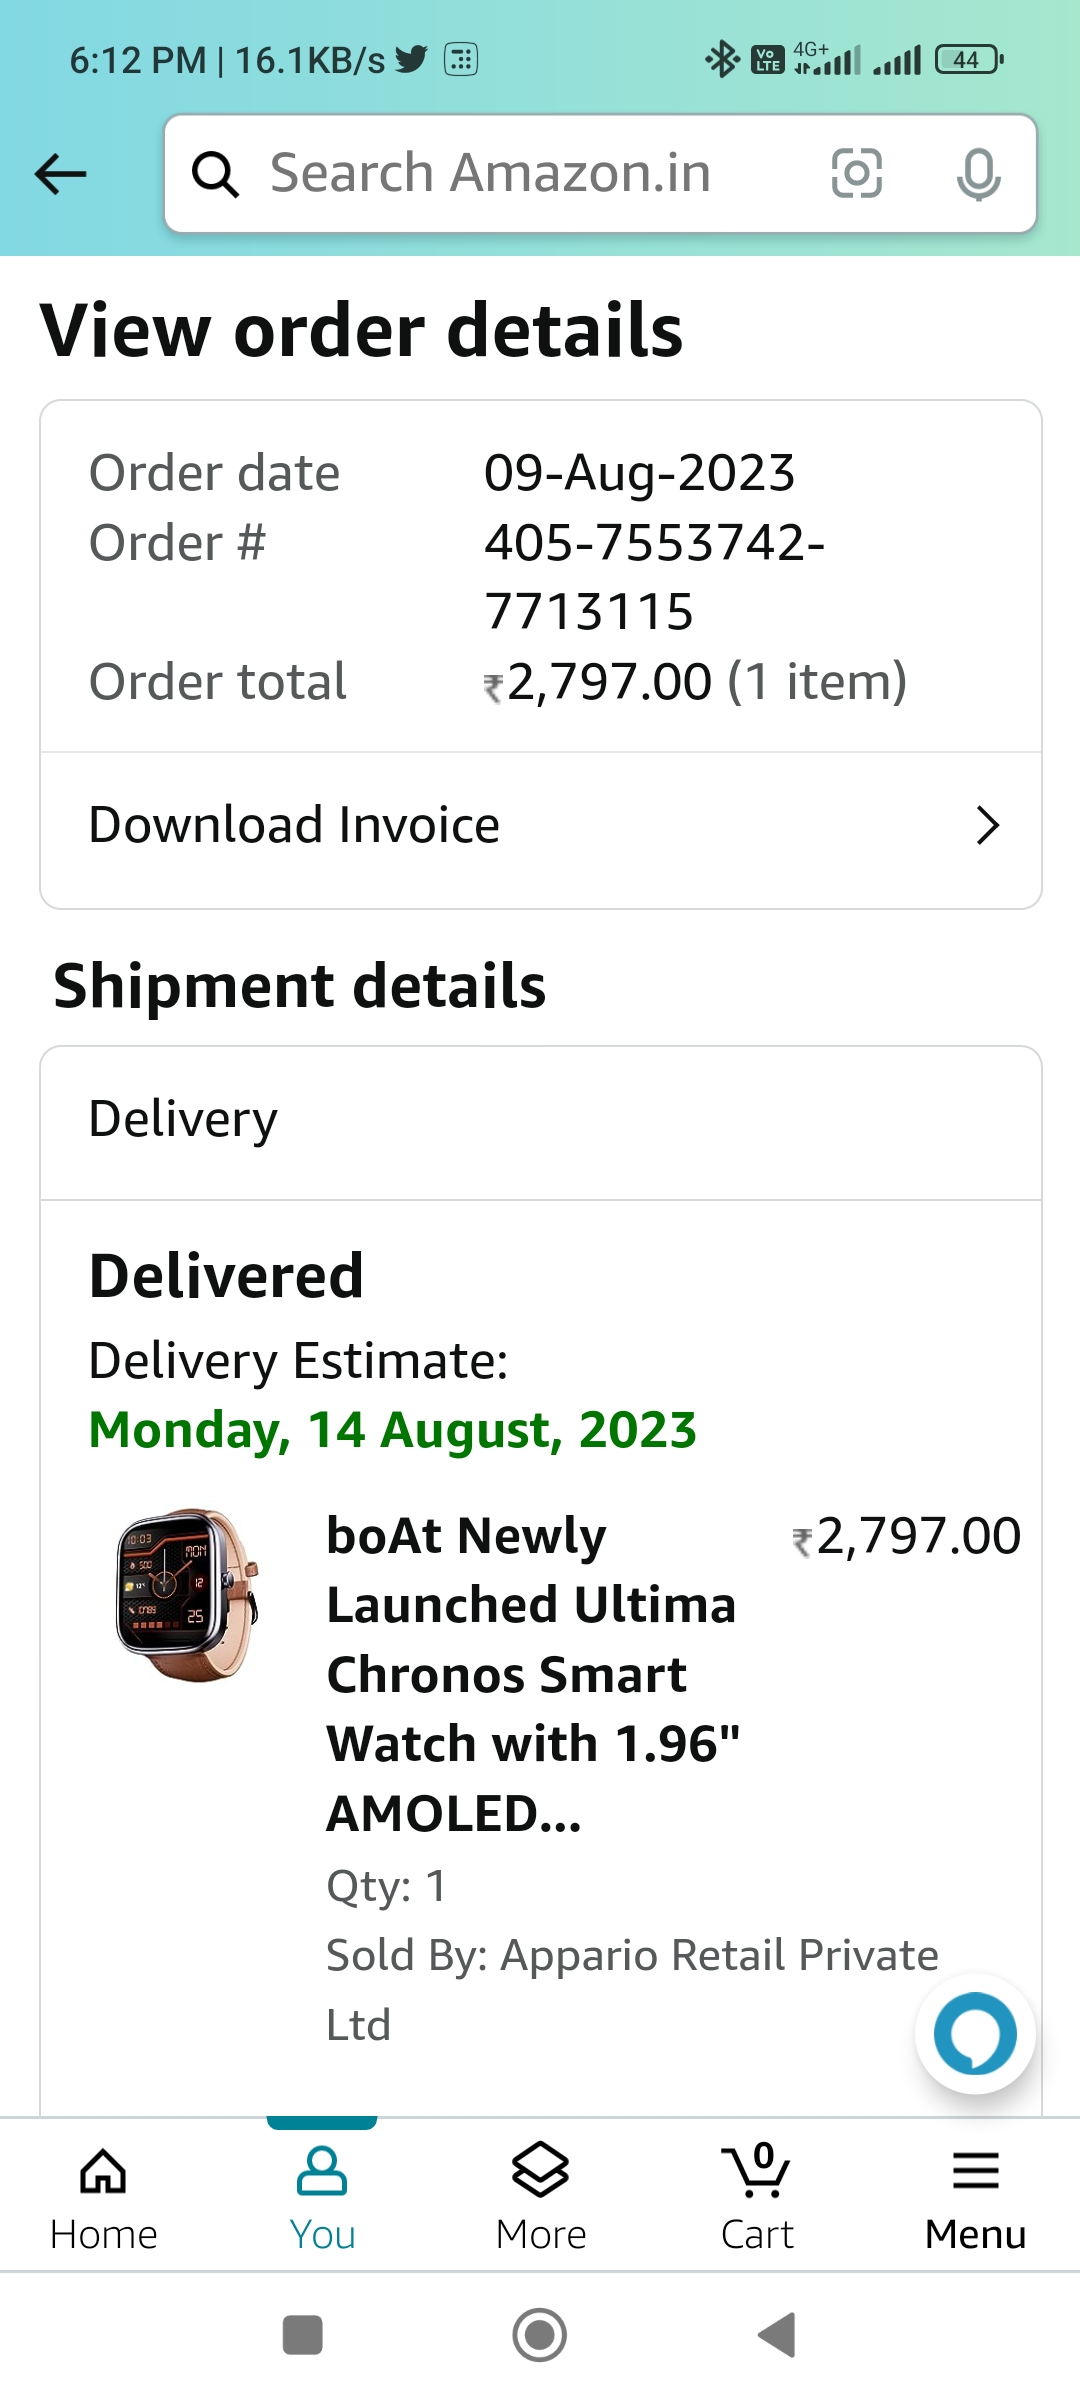 6:12 PM | 16.1KB/s
Vo LTE 4G+ 44
Search Amazon.in
View order details
Order date 09-Aug-2023
Order # 405-7553742-
7713115
Order total ₹2,797.00 (1 item)
Download Invoice
Shipment details
Delivery
Delivered
Delivery Estimate:
Monday, 14 August, 2023
boAt Newly ₹2,797.00
Launched Ultima
Chronos Smart
Watch with 1.96"
AMOLED...
Qty: 1
Sold By: Appario Retail Private
Ltd
10:03
MON
500
12
25
0
Home You More Cart Menu